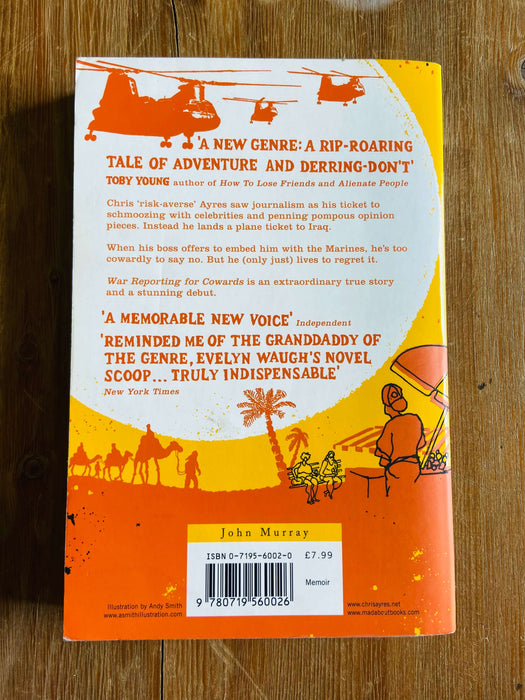 'A NEW GENRE: A RIP-ROARING
TALE OF ADVENTURE AND DERRING-DON'T'
TOBY YOUNG author of How To Lose Friends and Alienate People
Chris 'risk-averse' Ayres saw journalism as his ticket to
schmoozing with celebrities and penning pompous opinion
pieces. Instead he lands a plane ticket to Iraq.
When his boss offers to embed him with the Marines, he's too
cowardly to say no. But he (only just) lives to regret it.
War Reporting for Cowards is an extraordinary true story
and a stunning debut.
'A MEMORABLE NEW VOICE' Independent
'REMINDED ME OF THE GRANDDADDY OF
THE GENRE, EVELYN WAUGH'S NOVEL
SCOOP... TRULY INDISPENSABLE'
New York Times
John Murray
ISBN 0-7195-6002-0 £7.99
Memoir
9 780719 560026
Illustration by Andy Smith
www.asmithillustration.com
www.chrisayres.net
www.madaboutbooks.com